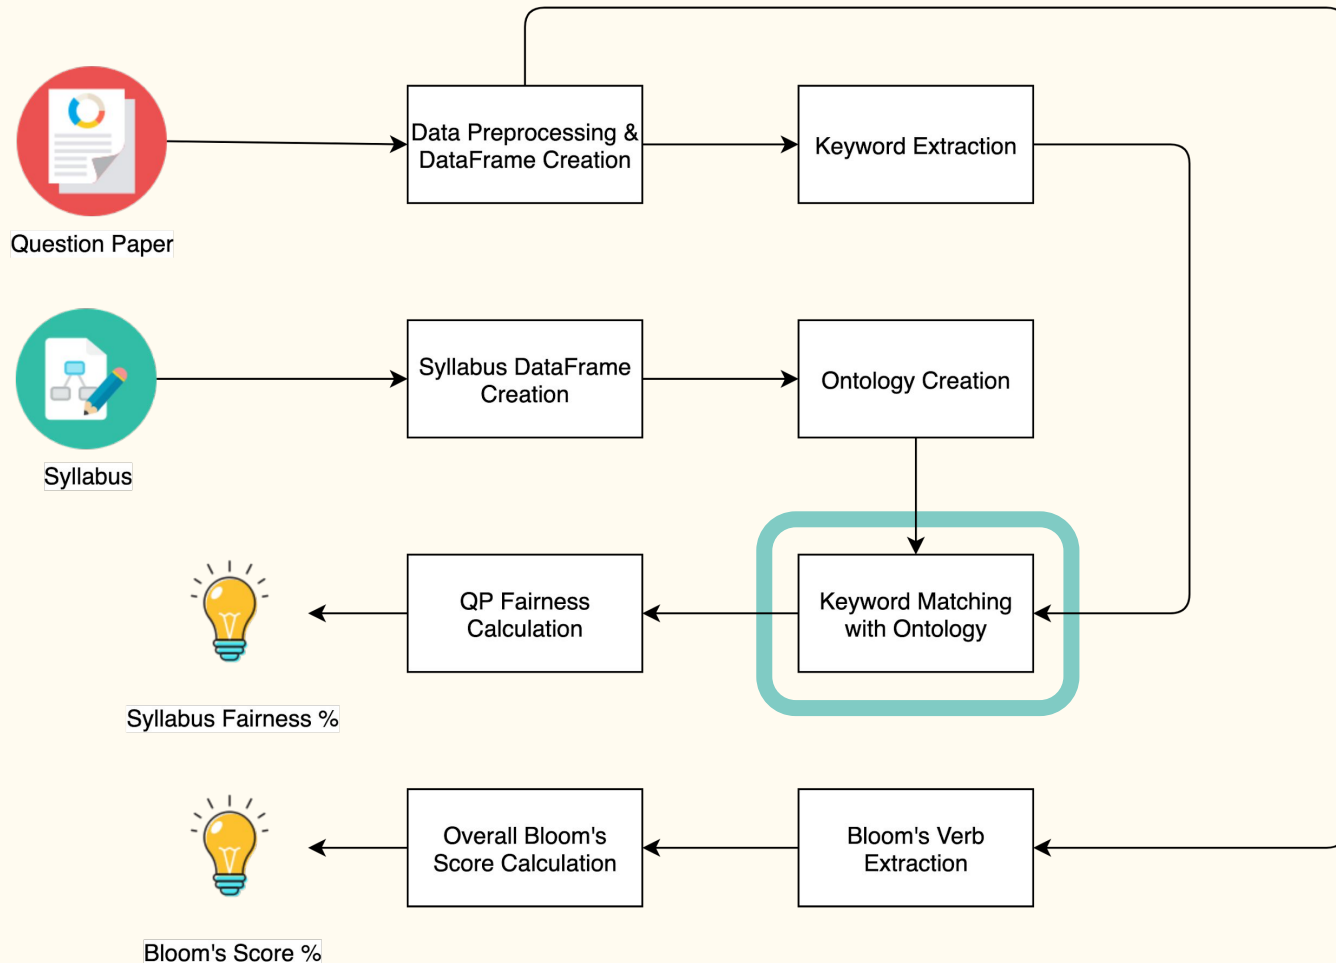 Data Preprocessing &
DataFrame Creation
Keyword Extraction
Question Paper
Syllabus DataFrame
Creation
Ontology Creation
Syllabus
QP Fairness
Calculation
Keyword Matching
with Ontology
Syllabus Fairness %
Overall Bloom's
Score Calculation
Bloom's Verb
Extraction
Bloom's Score %